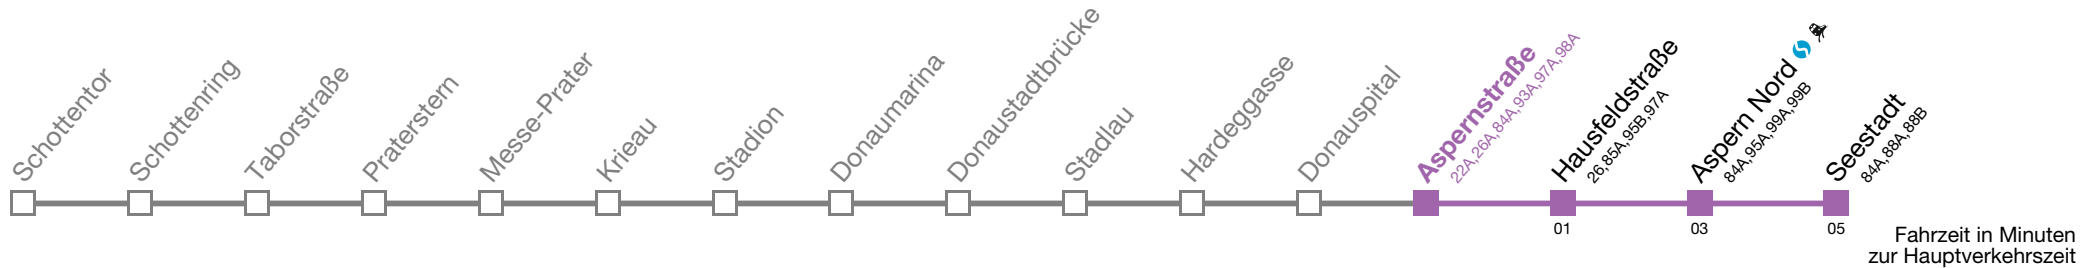 Schottentor
Schottenring
Taborstraße
Praterstern
Messe-Prater
Krieau
Stadion
Donaumarina
Donaustadtbrücke
Stadlau
Hardeggasse
Donauspital
Aspernstraße
22A,26A,84A,93A,97A,98A
Hausfeldstraße
26,85A,95B,97A
Aspern Nord
84A,95A,99A,99B
Seestadt
84A,88A,88B
01
03
05
Fahrzeit in Minuten
zur Hauptverkehrszeit